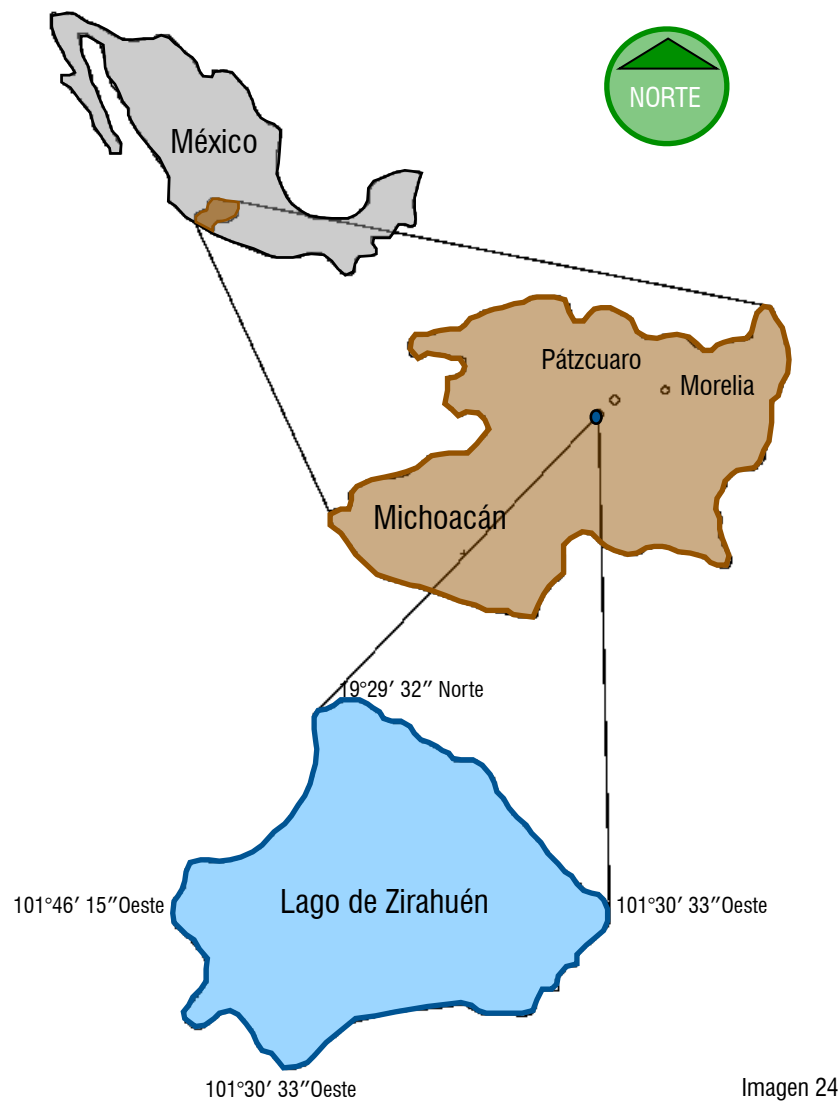 NORTE
México
Pátzcuaro
Morelia
Michoacán
19°29′ 32″ Norte
Lago de Zirahuén
101°46′ 15″Oeste
101°30′ 33″Oeste
101°30′ 33″Oeste
Imagen 24